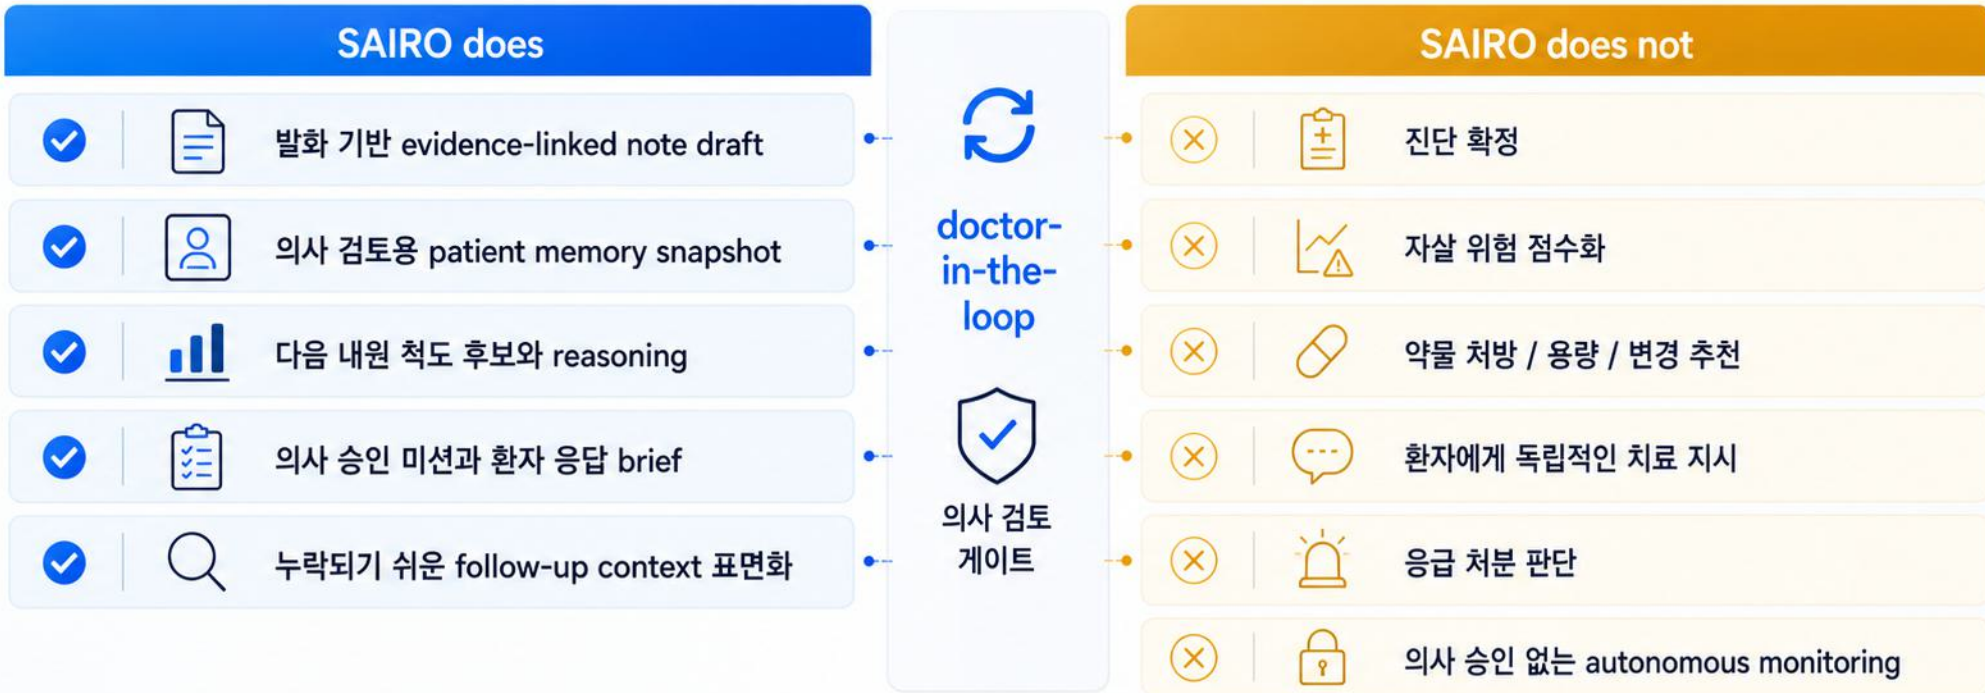 SAIRO does
발화 기반 evidence-linked note draft
의사 검토용 patient memory snapshot
다음 내원 척도 후보와 reasoning
의사 승인 미션과 환자 응답 brief
누락되기 쉬운 follow-up context 표면화
doctor-
in-the-
loop
의사 검토
게이트
SAIRO does not
진단 확정
자살 위험 점수화
약물 처방 / 용량 / 변경 추천
환자에게 독립적인 치료 지시
응급 처분 판단
의사 승인 없는 autonomous monitoring